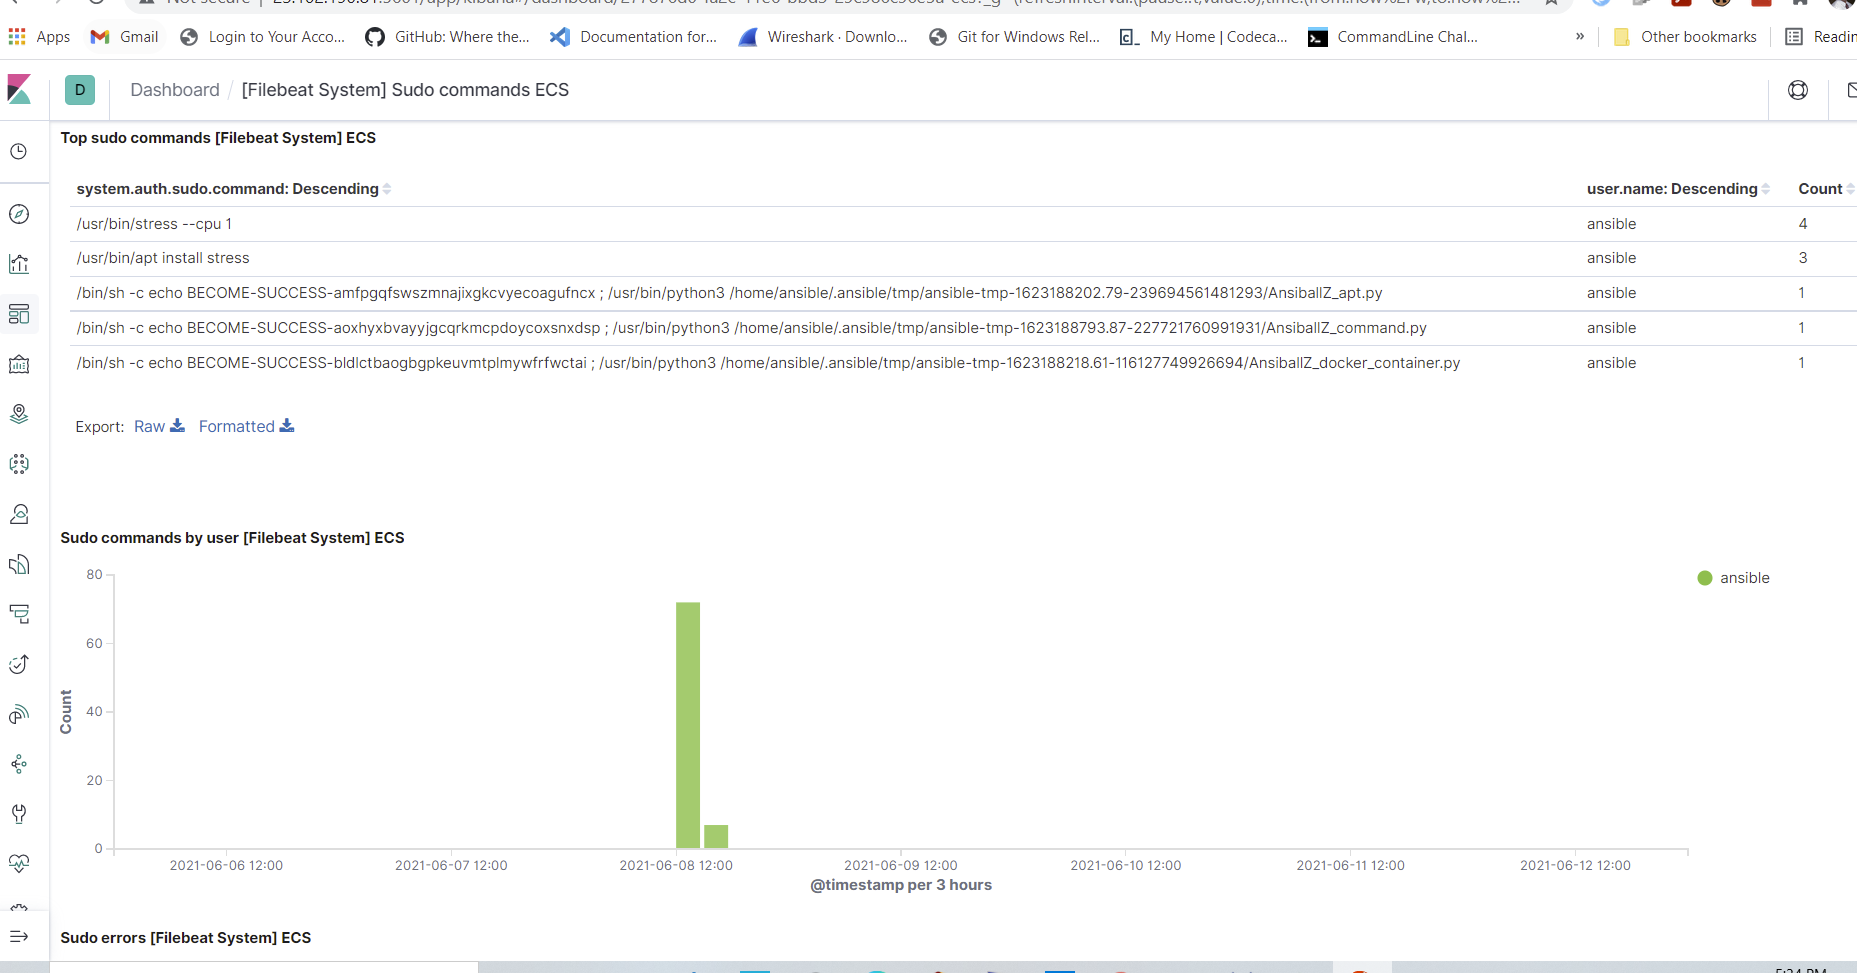 Apps Gmail Login to Your Acco... GitHub: Where the... Documentation for... Wireshark · Downlo... Git for Windows Rel... My Home | Codeca... CommandLine Chal... » Other bookmarks Readin
D Dashboard / [Filebeat System] Sudo commands ECS
Top sudo commands [Filebeat System] ECS
system.auth.sudo.command: Descending user.name: Descending Count
/usr/bin/stress --cpu 1 ansible 4
/usr/bin/apt install stress ansible 3
/bin/sh -c echo BECOME-SUCCESS-amfpgqfswszmnajixgkcvyecoagufncx ; /usr/bin/python3 /home/ansible/.ansible/tmp/ansible-tmp-1623188202.79-239694561481293/AnsiballZ_apt.py ansible 1
/bin/sh -c echo BECOME-SUCCESS-aoxhyxbvayyjgcqrkmcpdoycoxsnxdsp ; /usr/bin/python3 /home/ansible/.ansible/tmp/ansible-tmp-1623188793.87-227721760991931/AnsiballZ_command.py ansible 1
/bin/sh -c echo BECOME-SUCCESS-bldlctbaogbgpkeuvmtplmywfrfwctai ; /usr/bin/python3 /home/ansible/.ansible/tmp/ansible-tmp-1623188218.61-116127749926694/AnsiballZ_docker_container.py ansible 1
Export: Raw Formatted
Sudo commands by user [Filebeat System] ECS
ansible
80
60
40
20
0
Count
2021-06-06 12:00 2021-06-07 12:00 2021-06-08 12:00 2021-06-09 12:00 2021-06-10 12:00 2021-06-11 12:00 2021-06-12 12:00
@timestamp per 3 hours
Sudo errors [Filebeat System] ECS